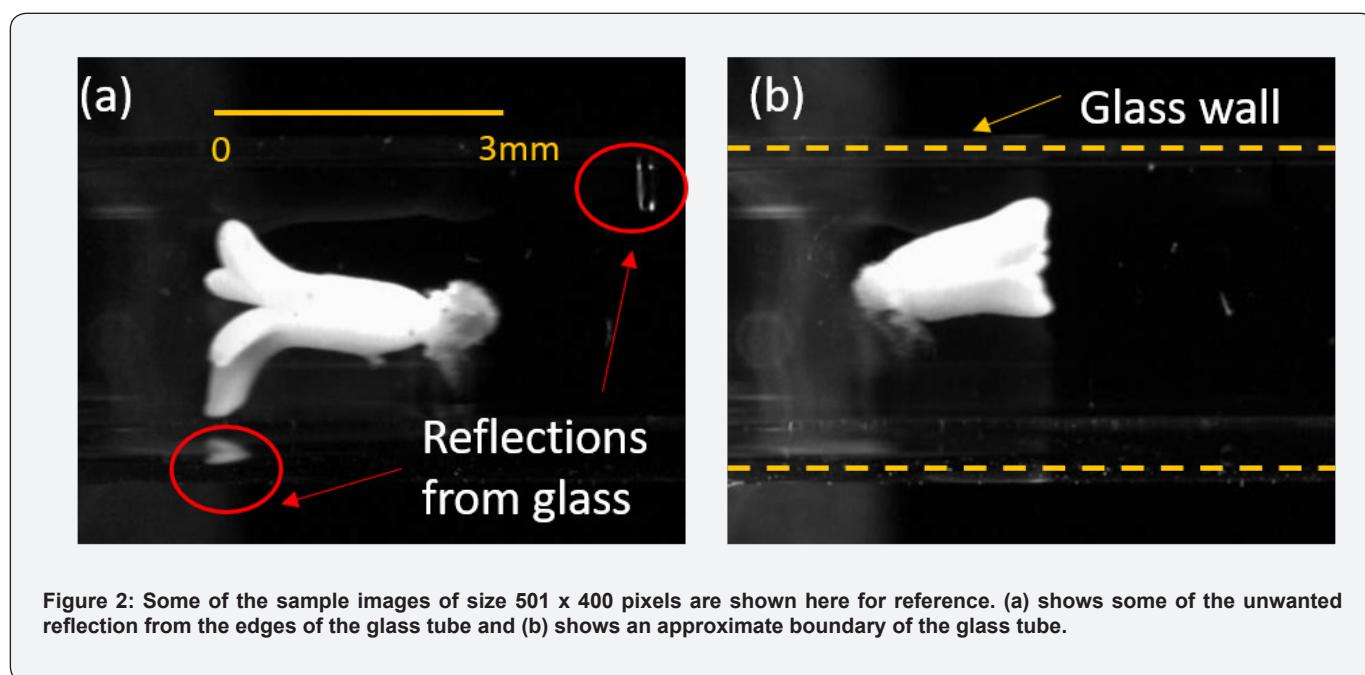 (a)
0
3mm
Reflections
from glass
(b)
Glass wall
Figure 2: Some of the sample images of size 501 x 400 pixels are shown here for reference. (a) shows some of the unwanted
reflection from the edges of the glass tube and (b) shows an approximate boundary of the glass tube.